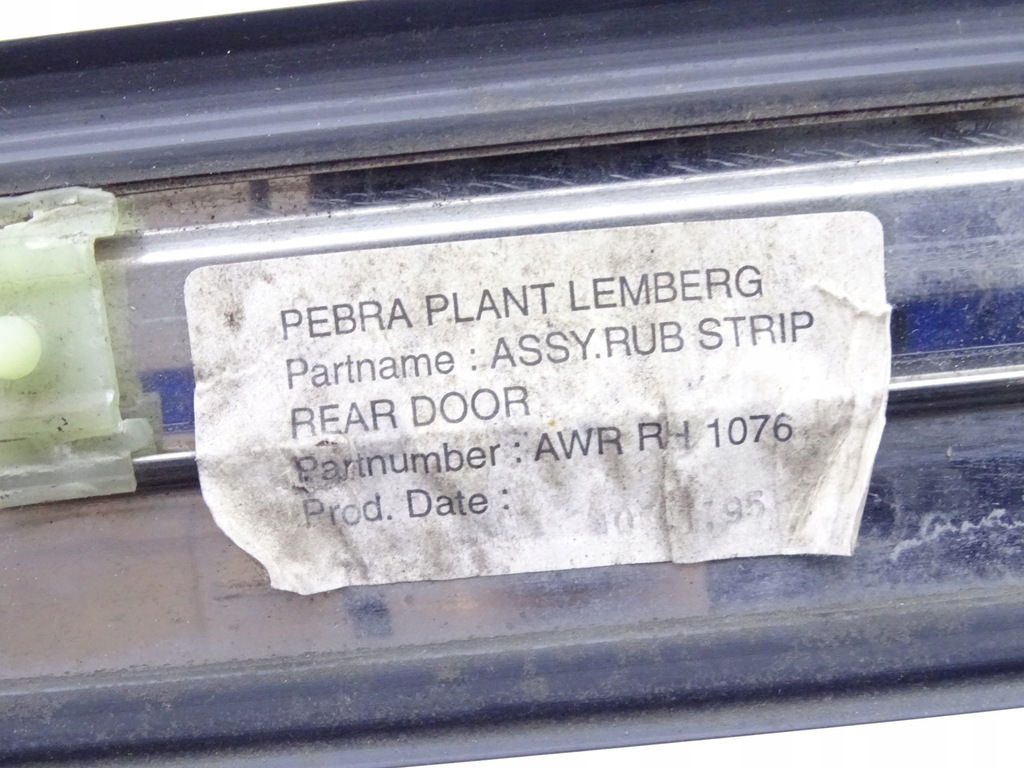 PEBRA PLANT LEMBERG
Partname : ASSY.RUB STRIP
REAR DOOR
Partnumber : AWR RH 1076
Prod. Date :